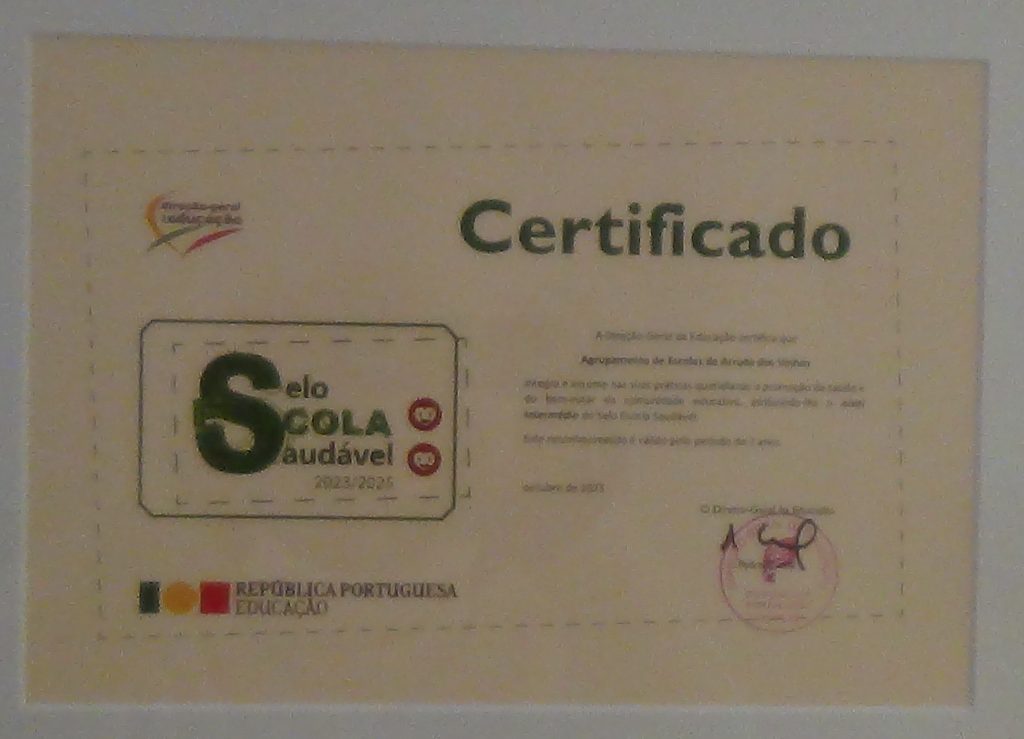 direção-geral
educação
Certificado
Selo
eSCOLA
Saudável
2023/2025
A Direção-Geral da Educação certifica que
Agrupamento de Escolas de Arruda dos Vinhos
integra e assume nas suas práticas quotidianas a promoção da saúde e
do bem-estar da comunidade educativa, atribuindo-lhe o nível
Intermédio do Selo Escola Saudável
Este reconhecimento é válido pelo período de 2 anos
outubro de 2023
O Diretor-Geral da Educação
REPÚBLICA PORTUGUESA
EDUCAÇÃO